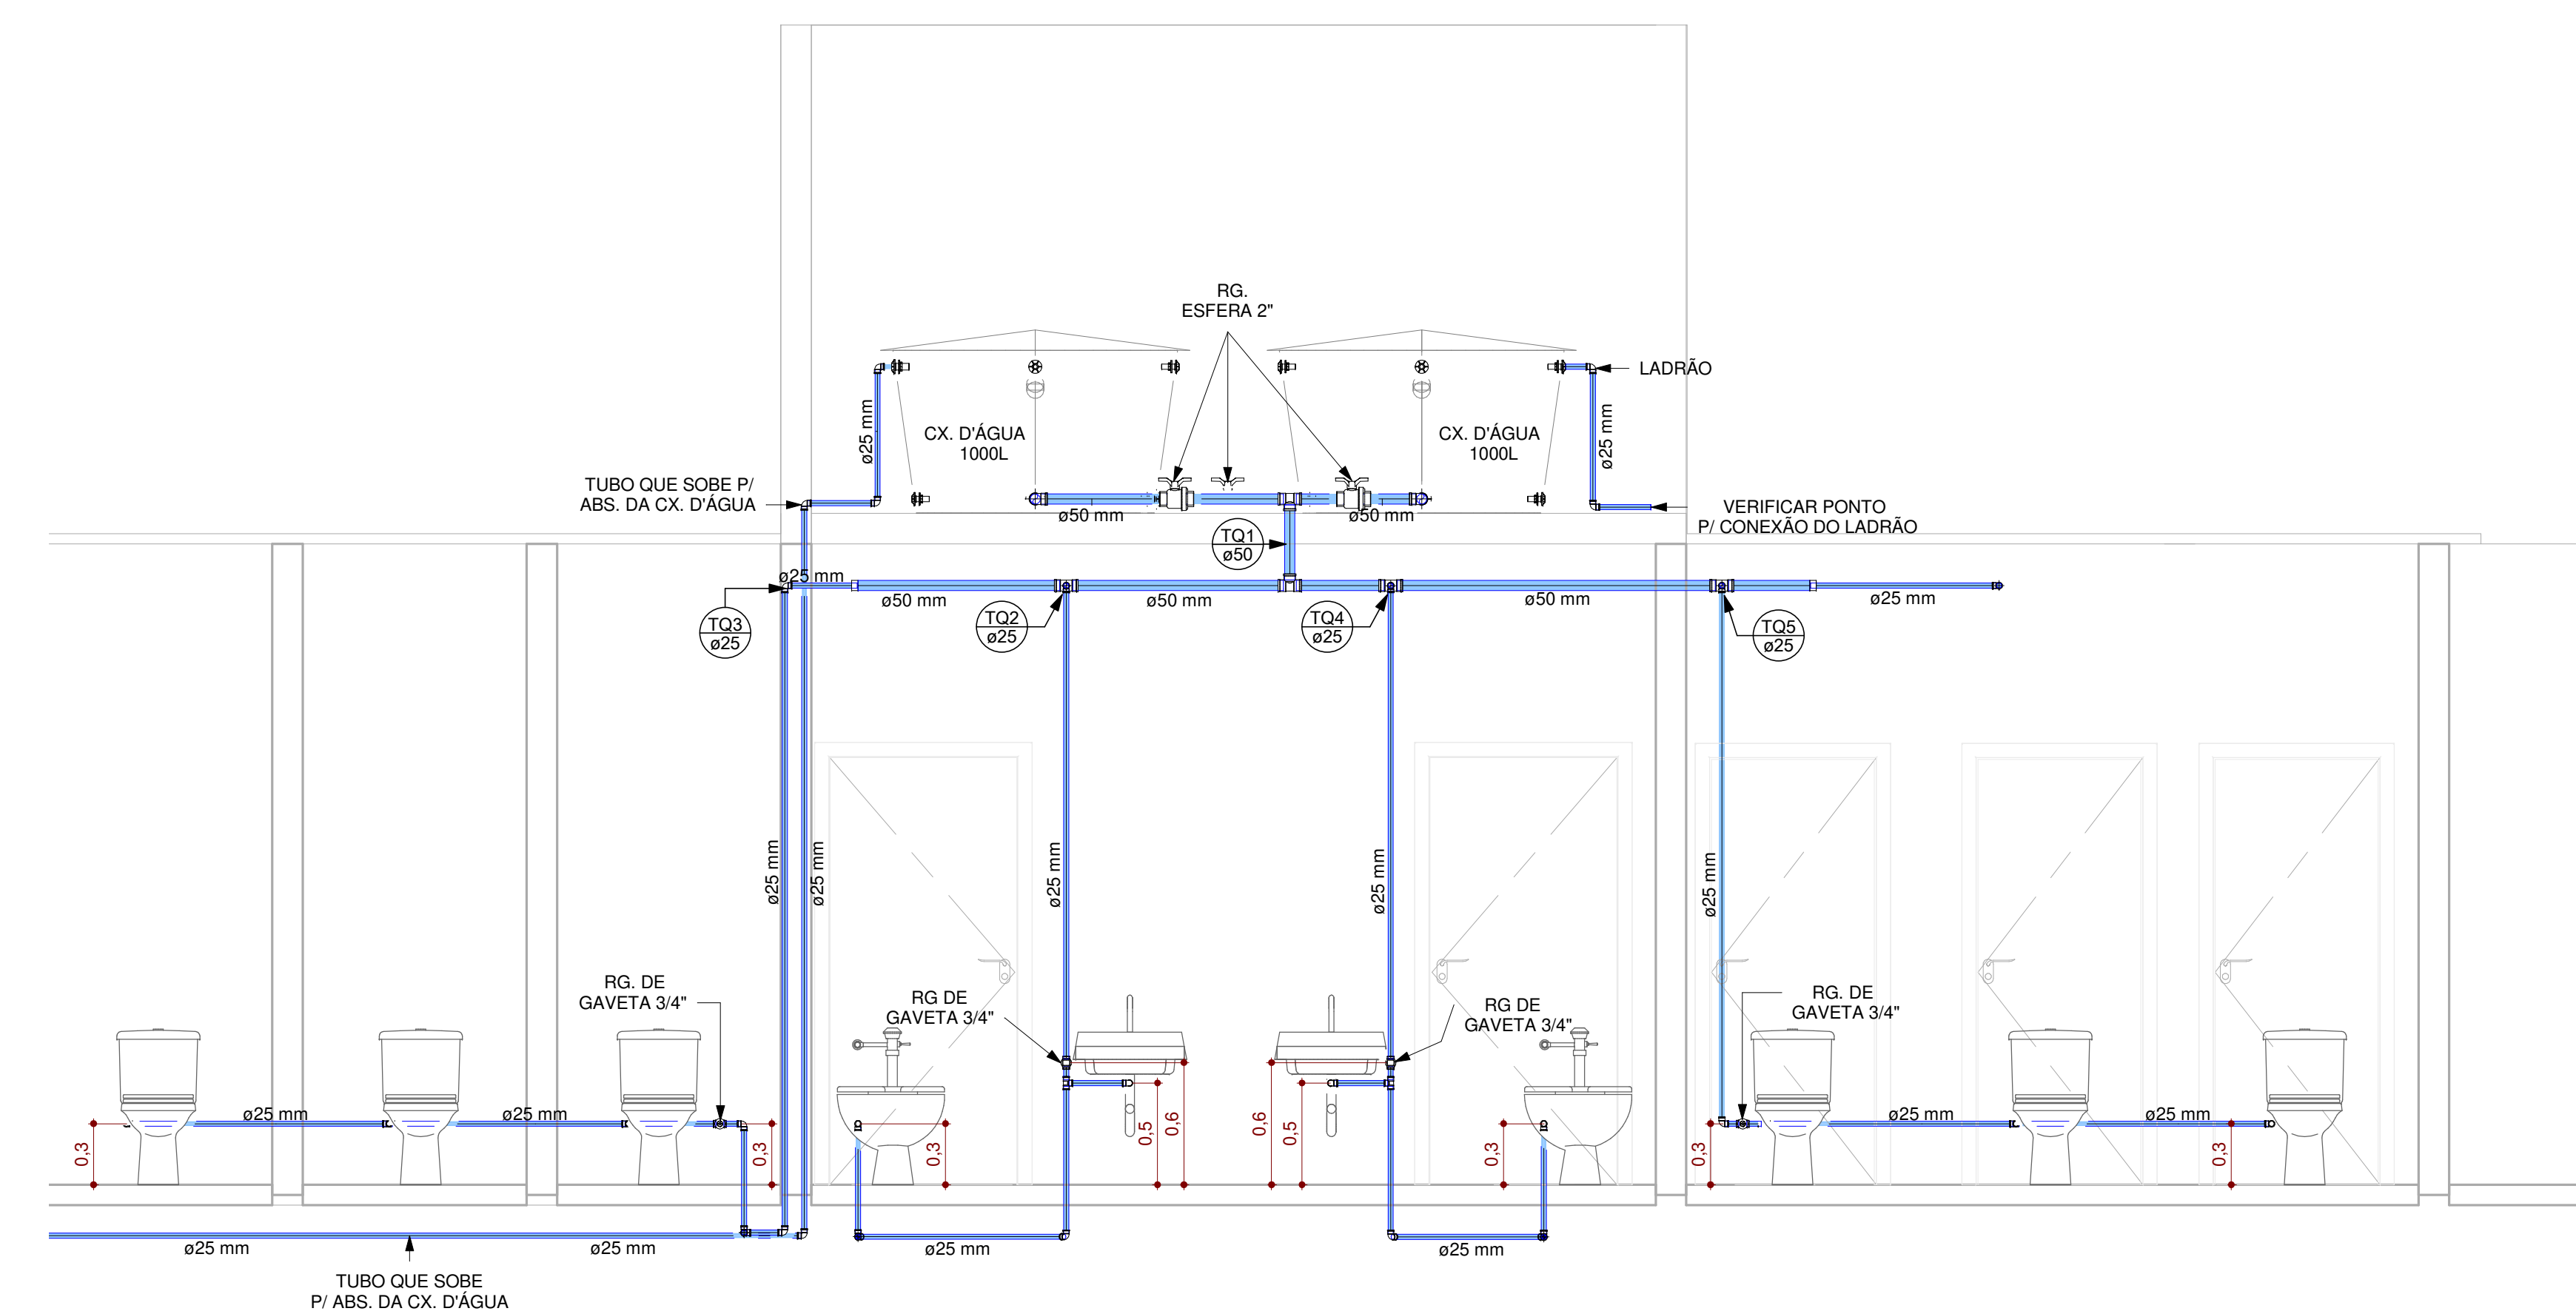 RG.
ESFERA 2"
LADRÃO
ø25 mm
CX. D'ÁGUA
1000L
CX. D'ÁGUA
1000L
ø25 mm
TUBO QUE SOBE P/
ABS. DA CX. D'ÁGUA
ø50 mm
ø50 mm
VERIFICAR PONTO
P/ CONEXÃO DO LADRÃO
TQ1
ø50
ø25 mm
ø50 mm
ø50 mm
ø50 mm
ø25 mm
TQ3
ø25
TQ2
ø25
TQ4
ø25
TQ5
ø25
ø25 mm
ø25 mm
ø25 mm
ø25 mm
ø25 mm
RG. DE
GAVETA 3/4"
RG DE
GAVETA 3/4"
RG DE
GAVETA 3/4"
RG. DE
GAVETA 3/4"
ø25 mm
ø25 mm
ø25 mm
ø25 mm
0,3
0,3
0,3
0,5
0,6
0,6
0,5
0,3
0,3
0,3
ø25 mm
ø25 mm
ø25 mm
ø25 mm
TUBO QUE SOBE
P/ ABS. DA CX. D'ÁGUA